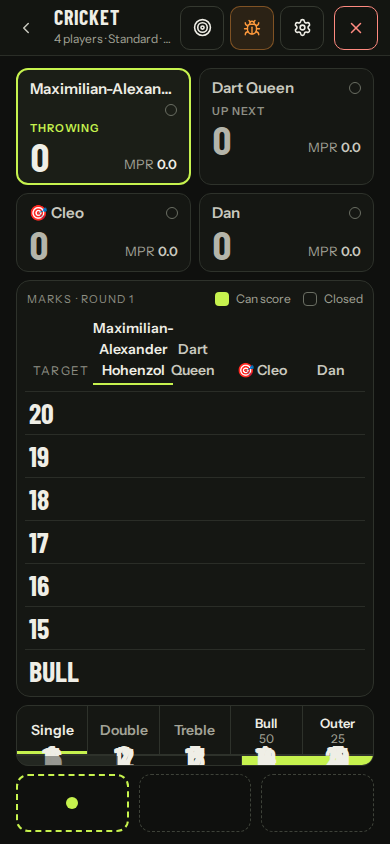 CRICKET
4 players · Standard · …
Maximilian-Alexan…
THROWING
0
MPR 0.0
Dart Queen
UP NEXT
0
MPR 0.0
🎯 Cleo
0
MPR 0.0
Dan
0
MPR 0.0
MARKS · ROUND 1
Can score
Closed
TARGET
Maximilian-
Alexander
Hohenzol
Dart
Queen
🎯 Cleo
Dan
20
19
18
17
16
15
BULL
Single
Double
Treble
Bull
50
Outer
25